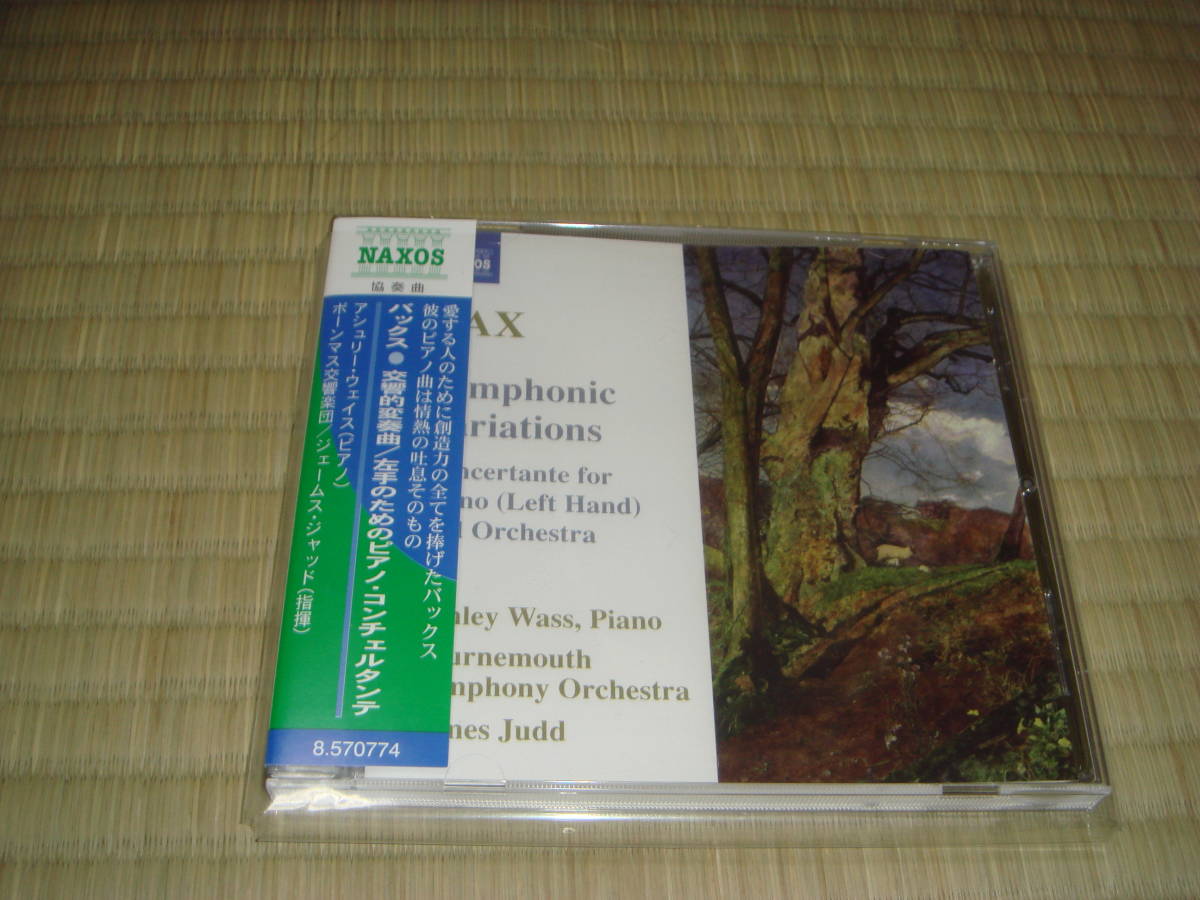 NAXOS
協奏曲
愛する人のために創造力の全てを捧げたバックス
彼のピアノ曲は情熱の吐息そのもの
バックス●交響的変奏曲/左手のためのピアノ・コンチェルタンテ
アシュリー・ウェイス(ピアノ)
ボーンマス交響楽団/ジェームス・ジャッド(指揮)
8.570774
OS
AX
mphonic
riations
ncertante for
no (Left Hand)
d Orchestra
nley Wass, Piano
urnemouth
mphony Orchestra
mes Judd